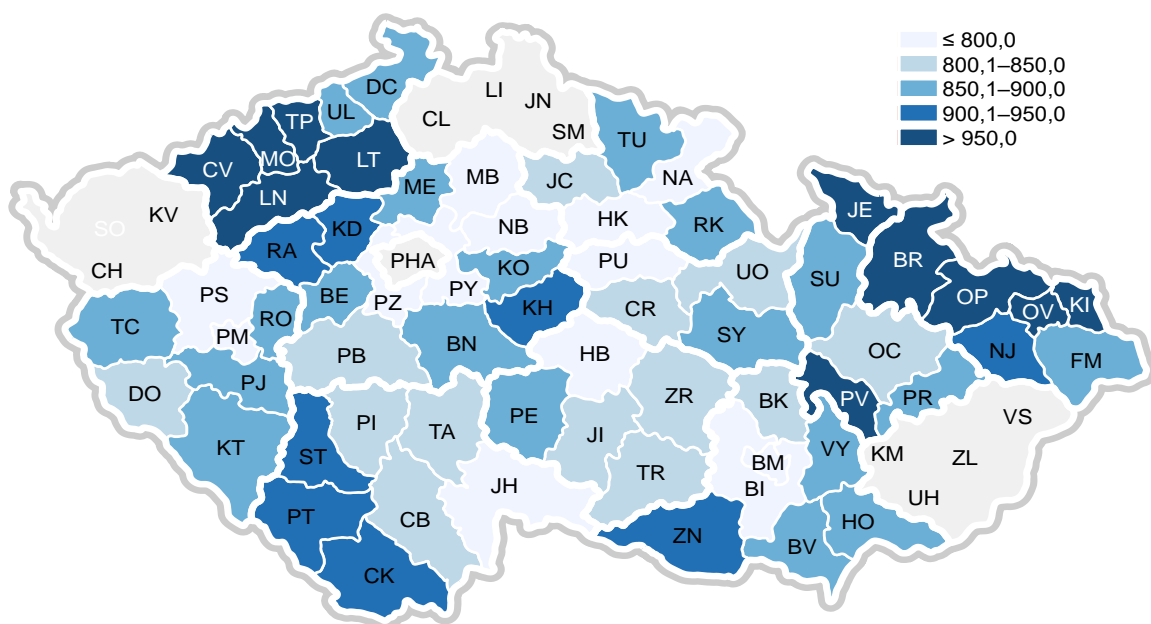 ≤ 800,0
800,1–850,0
850,1–900,0
900,1–950,0
> 950,0
LI
DC
JN
CL
UL
TP
SM
TU
MO
LT
CV
MB
JC
NA
ME
LN
KV
JE
SO
NB
HK
RK
KD
RA
BR
PHA
PU
KO
UO
CH
SU
PY
OP
KI
PS
BE
PZ
KH
CR
OV
RO
TC
PM
SY
BN
NJ
PB
HB
OC
FM
PJ
DO
ZR
BK
PV
PR
PE
VS
PI
TA
JI
KT
VY
ST
KM
ZL
BM
TR
JH
BI
UH
PT
CB
HO
ZN
BV
CK